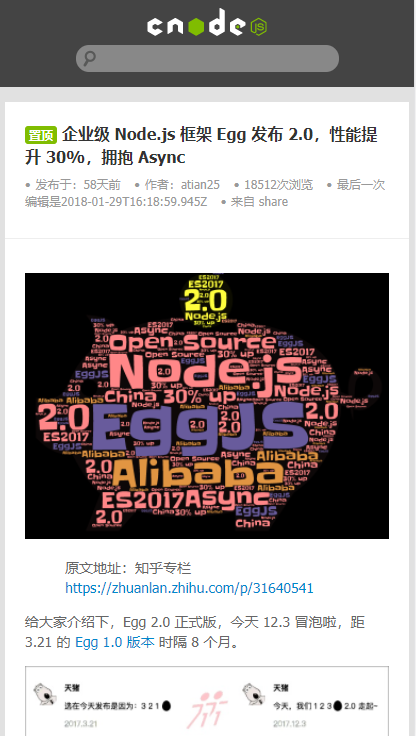 cnode JS
置顶 企业级 Node.js 框架 Egg 发布 2.0，性能提
升 30%，拥抱 Async
• 发布于：58天前 • 作者：atian25 • 18512次浏览 • 最后一次
编辑是2018-01-29T16:18:59.945Z • 来自 share
ES2017
2.0
Node.js
Open Source
Node.js
China 30% up
2.0 EggJS 2.0
Alibaba
ES2017 Async
2.0
EggJS
China
原文地址：知乎专栏
https://zhuanlan.zhihu.com/p/31640541
给大家介绍下，Egg 2.0 正式版，今天 12.3 冒泡啦，距
3.21 的 Egg 1.0 版本 时隔 8 个月。
天猪
选在今天发布是因为：3 2 1
2017.3.21
天猪
今天，我们 1 2 3 2.0 走起~
2017.12.3